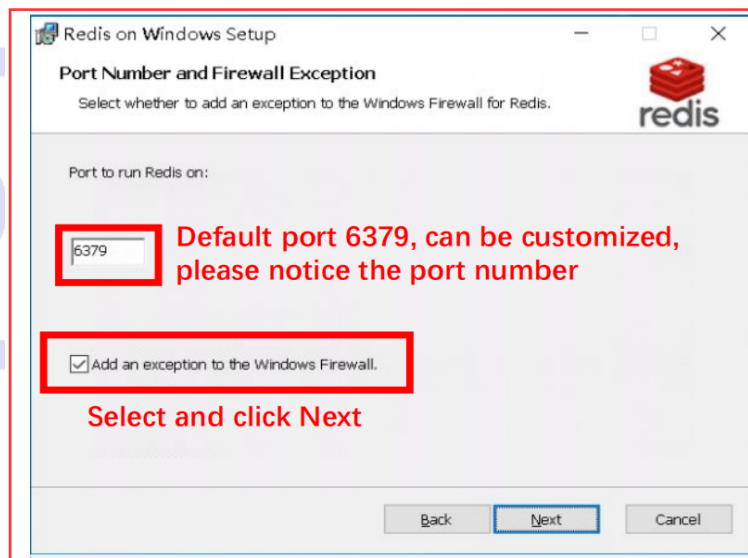 Redis on Windows Setup
Port Number and Firewall Exception
Select whether to add an exception to the Windows Firewall for Redis.
redis
Port to run Redis on:
6379
Default port 6379, can be customized,
please notice the port number
Add an exception to the Windows Firewall.
Select and click Next
Back Next Cancel